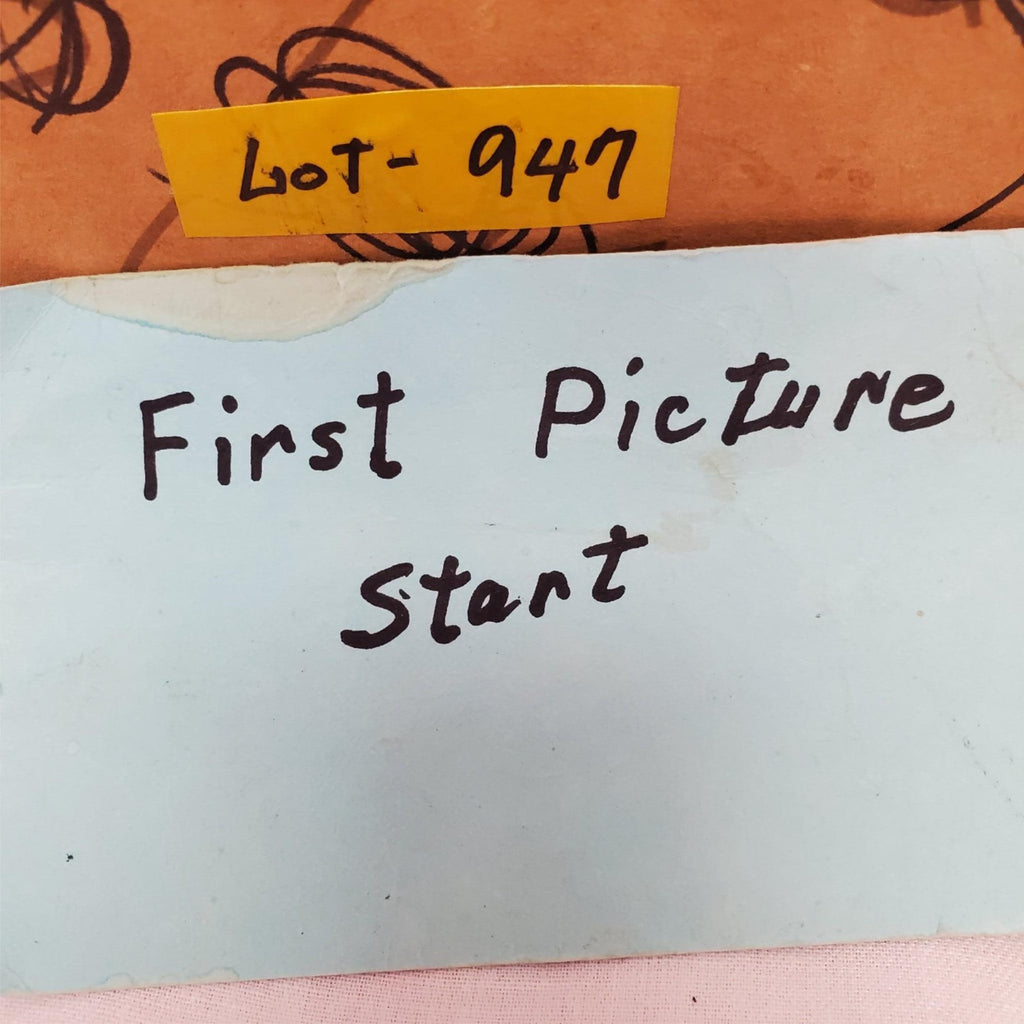 LoT- 947
First Picture
Start